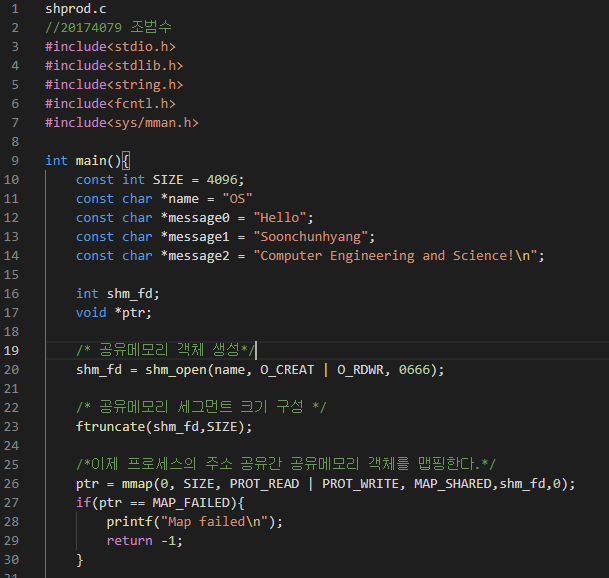 1 shprod.c
2 //20174079 조범수
3 #include<stdio.h>
4 #include<stdlib.h>
5 #include<string.h>
6 #include<fcntl.h>
7 #include<sys/mman.h>
8
9 int main(){
10 const int SIZE = 4096;
11 const char *name = "OS"
12 const char *message0 = "Hello";
13 const char *message1 = "Soonchunhyang";
14 const char *message2 = "Computer Engineering and Science!\n";
15
16 int shm_fd;
17 void *ptr;
18
19 /* 공유메모리 객체 생성*/
20 shm_fd = shm_open(name, O_CREAT | O_RDWR, 0666);
21
22 /* 공유메모리 세그먼트 크기 구성 */
23 ftruncate(shm_fd,SIZE);
24
25 /*이제 프로세스의 주소 공유간 공유메모리 객체를 맵핑한다.*/
26 ptr = mmap(0, SIZE, PROT_READ | PROT_WRITE, MAP_SHARED,shm_fd,0);
27 if(ptr == MAP_FAILED){
28 printf("Map failed\n");
29 return -1;
30 }